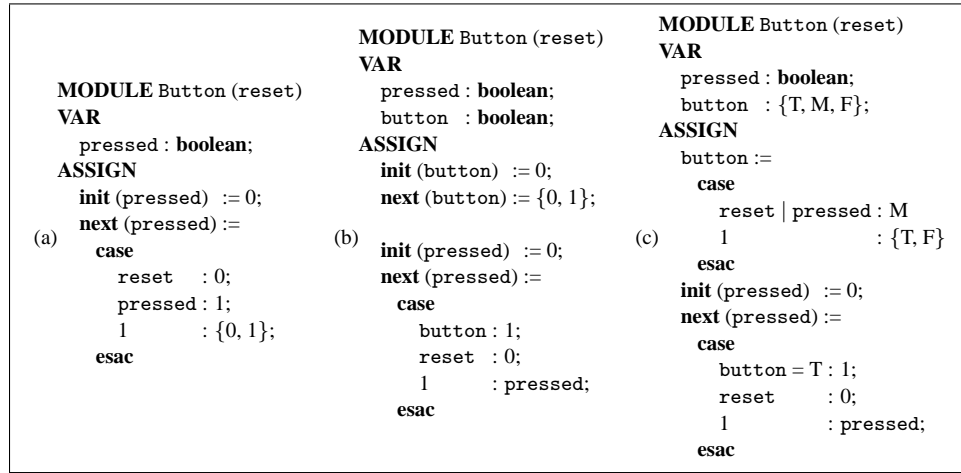 (a)
MODULE Button (reset)
VAR
pressed : boolean;
ASSIGN
init (pressed) := 0;
next (pressed) :=
case
reset : 0;
pressed : 1;
1 : {0, 1};
esac
(b)
MODULE Button (reset)
VAR
pressed : boolean;
button : boolean;
ASSIGN
init (button) := 0;
next (button) := {0, 1};
init (pressed) := 0;
next (pressed) :=
case
button : 1;
reset : 0;
1 : pressed;
esac
(c)
MODULE Button (reset)
VAR
pressed : boolean;
button : {T, M, F};
ASSIGN
button :=
case
reset | pressed : M
1 : {T, F}
esac
init (pressed) := 0;
next (pressed) :=
case
button = T : 1;
reset : 0;
1 : pressed;
esac